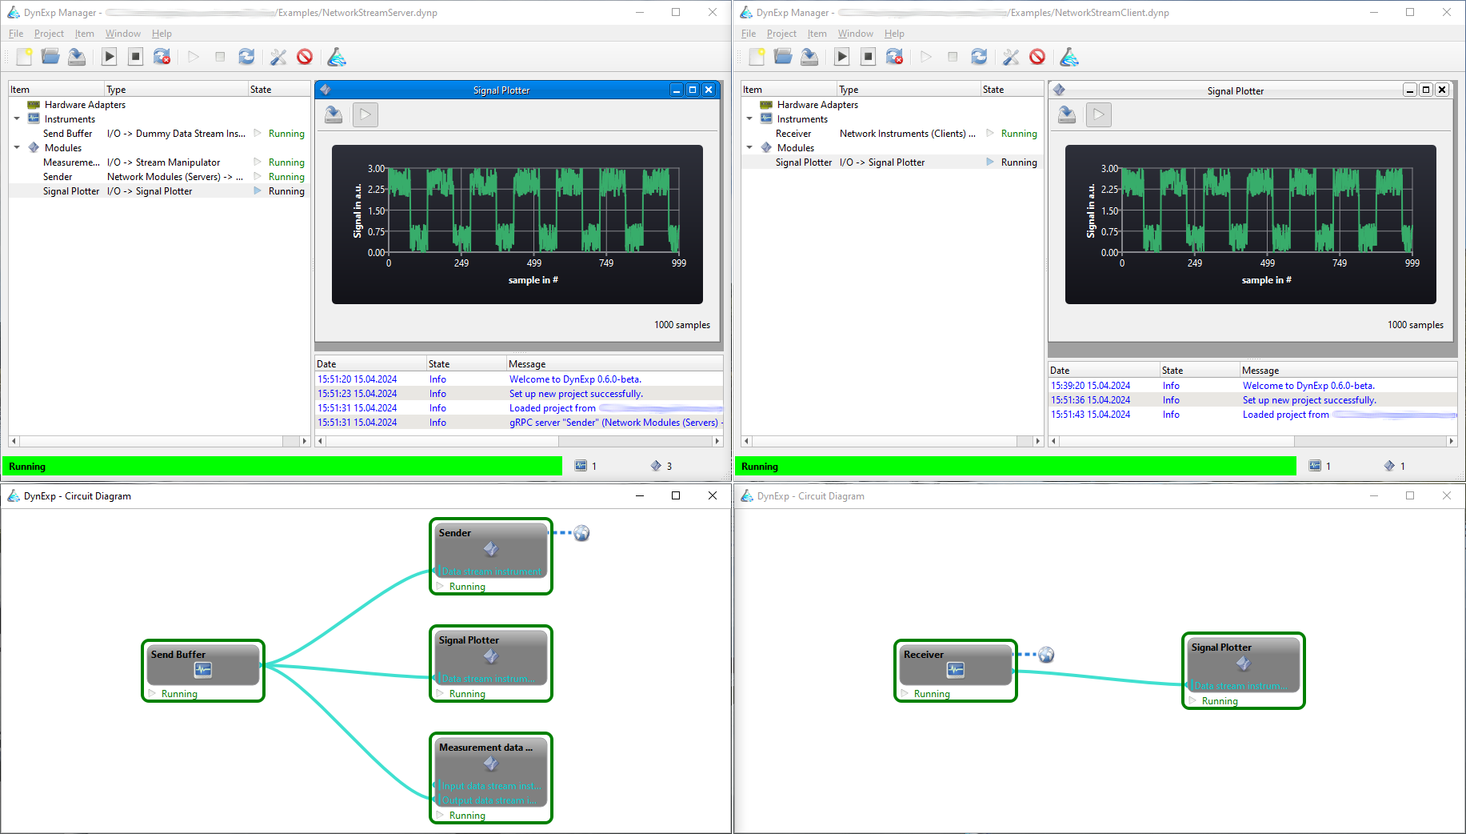 DynExp Manager - /Examples/NetworkStreamServer.dynp
File Project Item Window Help
Item Type State
Hardware Adapters
Instruments
Send Buffer I/O -> Dummy Data Stream Ins... Running
Modules
Measureme... I/O -> Stream Manipulator Running
Sender Network Modules (Servers) -> ... Running
Signal Plotter I/O -> Signal Plotter Running
Signal Plotter
Signal in a.u.
3.00
2.25
1.50
0.75
0.00
0 249 499 749 999
sample in #
1000 samples
Date State Message
15:51:20 15.04.2024 Info Welcome to DynExp 0.6.0-beta.
15:51:23 15.04.2024 Info Set up new project successfully.
15:51:31 15.04.2024 Info Loaded project from
15:51:31 15.04.2024 Info gRPC server "Sender" (Network Modules (Servers) -
Running 1 3
DynExp Manager - /Examples/NetworkStreamClient.dynp
File Project Item Window Help
Item Type State
Hardware Adapters
Instruments
Receiver Network Instruments (Clients) ... Running
Modules
Signal Plotter I/O -> Signal Plotter Running
Signal Plotter
Signal in a.u.
3.00
2.25
1.50
0.75
0.00
0 249 499 749 999
sample in #
1000 samples
Date State Message
15:39:20 15.04.2024 Info Welcome to DynExp 0.6.0-beta.
15:51:36 15.04.2024 Info Set up new project successfully.
15:51:43 15.04.2024 Info Loaded project from
Running 1 1
DynExp - Circuit Diagram
Sender
Data stream instrument
Running
Send Buffer
Running
Signal Plotter
Data stream instrum...
Running
Measurement data ...
Input data stream inst...
Output data stream i...
Running
DynExp - Circuit Diagram
Receiver
Running
Signal Plotter
Data stream instrum...
Running